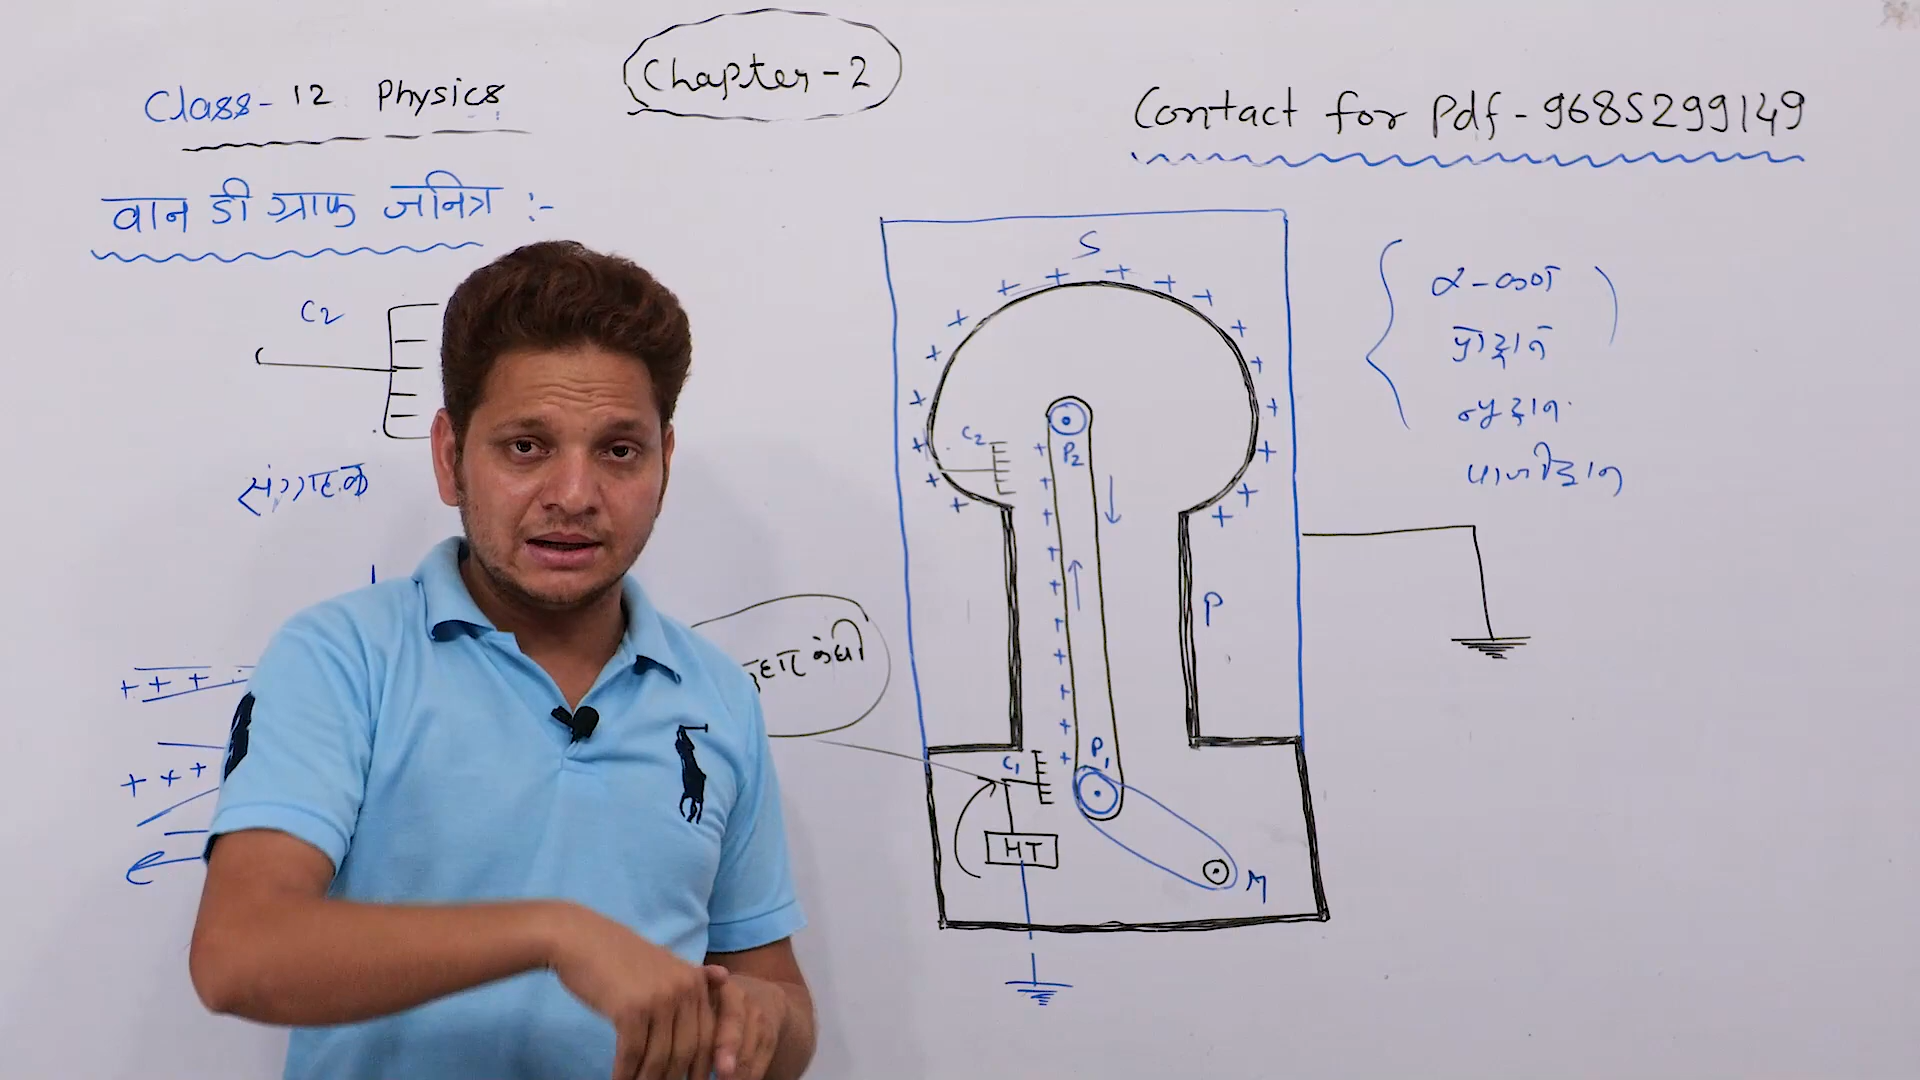 Class-12 Physics
Chapter-2
Contact for Pdf - 9685299149
वान डी ग्राफ जनित्र :-
C2
संग्राहक
कंघी
S
C2
P2
P
P1
C1
HT
M
α-कण
प्रोट्रान
न्यूट्रान